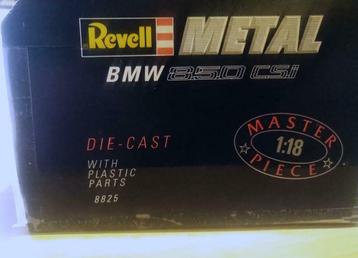 Revell METAL
BMW 850 CSi
DIE-CAST
WITH
PLASTIC
PARTS
8825
MASTER
1:18
PIECE